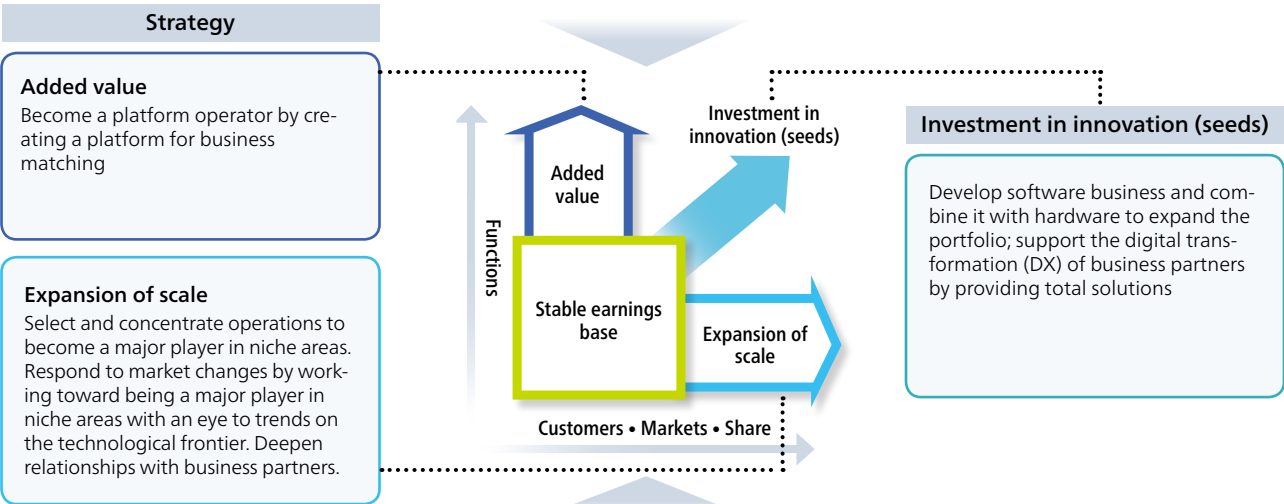 Strategy
Added value
Become a platform operator by cre-
ating a platform for business
matching
Expansion of scale
Select and concentrate operations to
become a major player in niche areas.
Respond to market changes by work-
ing toward being a major player in
niche areas with an eye to trends on
the technological frontier. Deepen
relationships with business partners.
Functions
Added
value
Stable earnings
base
Expansion of
scale
Customers • Markets • Share
Investment in
innovation (seeds)
Investment in innovation (seeds)
Develop software business and com-
bine it with hardware to expand the
portfolio; support the digital trans-
formation (DX) of business partners
by providing total solutions